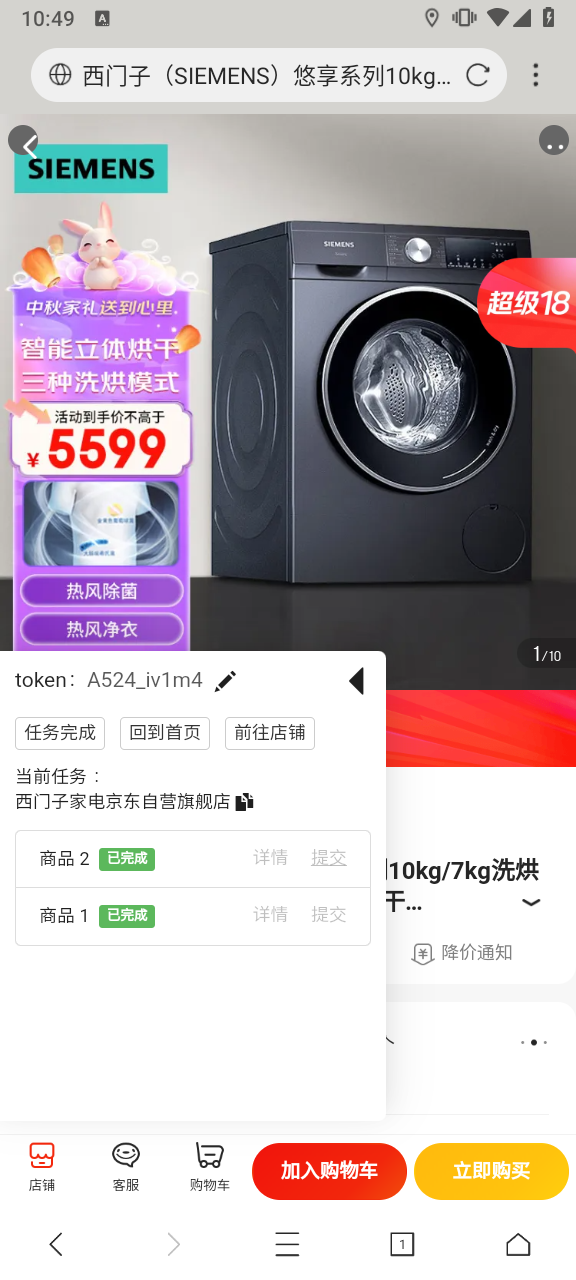 10:49
A
西门子（SIEMENS）悠享系列10kg...
SIEMENS
SIEMENS
超级18
中秋家礼送到心里.
智能立体烘干
三种洗烘模式
活动到手价不高于
¥5599
热风除菌
热风净衣
1/10
token： A524_iv1m4
任务完成 回到首页 前往店铺
当前任务：
西门子家电京东自营旗舰店
商品 2 已完成 详情 提交
商品 1 已完成 详情 提交
10kg/7kg洗烘
干...
降价通知
店铺 客服 购物车 加入购物车 立即购买
1